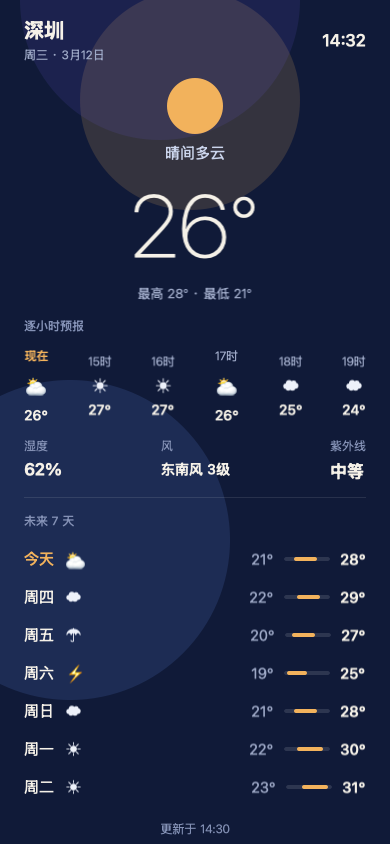 深圳
周三 · 3月12日
14:32
晴间多云
26°
最高 28° · 最低 21°
逐小时预报
现在 15时 16时 17时 18时 19时
26° 27° 27° 26° 25° 24°
湿度 风 紫外线
62% 东南风 3级 中等
未来 7 天
今天 21° 28°
周四 22° 29°
周五 20° 27°
周六 19° 25°
周日 21° 28°
周一 22° 30°
周二 23° 31°
更新于 14:30